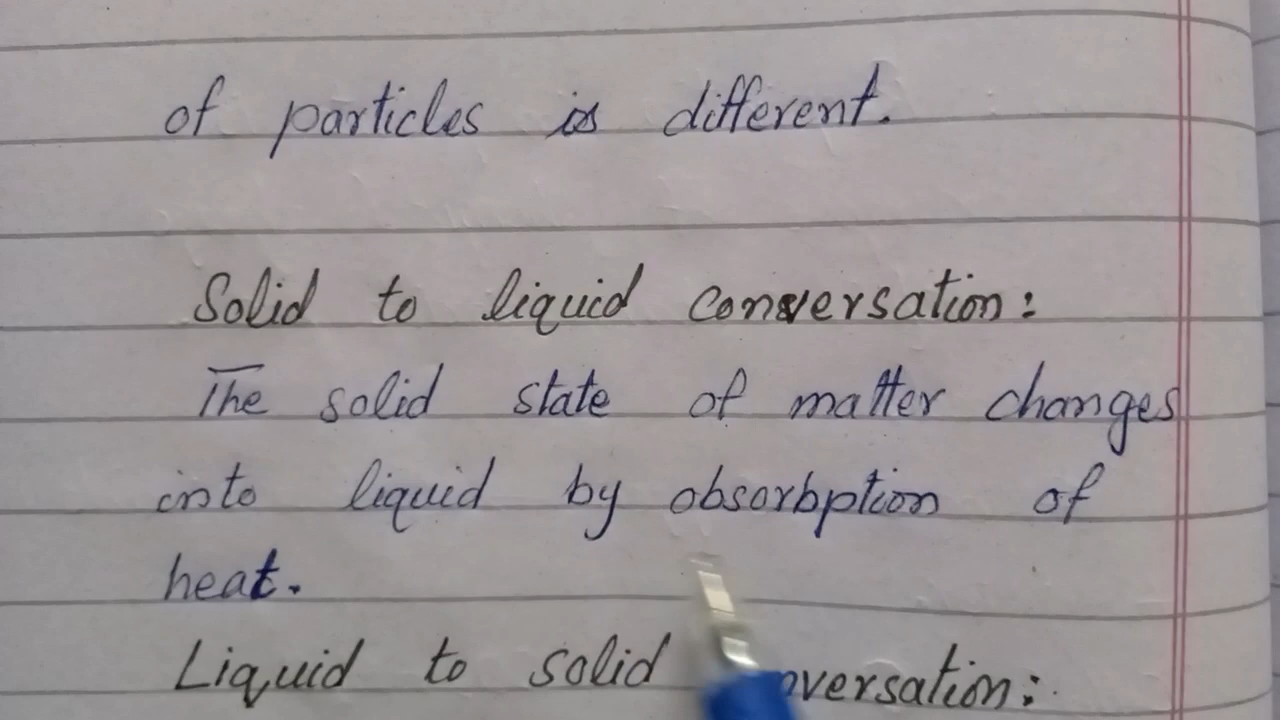 of particles is different.
Solid to liquid conversation:
The solid state of matter changes
into liquid by obsorbption of
heat.
Liquid to solid